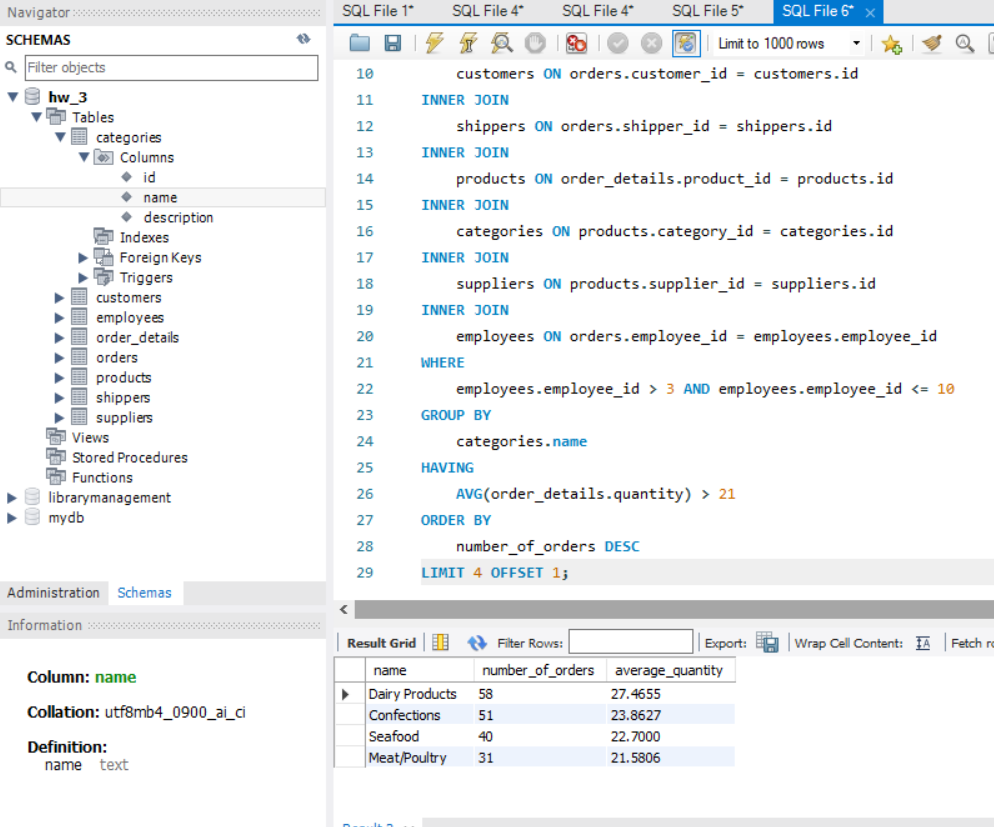 Navigator
SCHEMAS
Filter objects
hw_3
Tables
categories
Columns
id
name
description
Indexes
Foreign Keys
Triggers
customers
employees
order_details
orders
products
shippers
suppliers
Views
Stored Procedures
Functions
librarymanagement
mydb
Administration Schemas
Information
Column: name
Collation: utf8mb4_0900_ai_ci
Definition:
name text
SQL File 1* SQL File 4* SQL File 4* SQL File 5* SQL File 6*
Limit to 1000 rows
10 customers ON orders.customer_id = customers.id
11 INNER JOIN
12 shippers ON orders.shipper_id = shippers.id
13 INNER JOIN
14 products ON order_details.product_id = products.id
15 INNER JOIN
16 categories ON products.category_id = categories.id
17 INNER JOIN
18 suppliers ON products.supplier_id = suppliers.id
19 INNER JOIN
20 employees ON orders.employee_id = employees.employee_id
21 WHERE
22 employees.employee_id > 3 AND employees.employee_id <= 10
23 GROUP BY
24 categories.name
25 HAVING
26 AVG(order_details.quantity) > 21
27 ORDER BY
28 number_of_orders DESC
29 LIMIT 4 OFFSET 1;
Result Grid Filter Rows: Export: Wrap Cell Content: Fetch
name number_of_orders average_quantity
Dairy Products 58 27.4655
Confections 51 23.8627
Seafood 40 22.7000
Meat/Poultry 31 21.5806